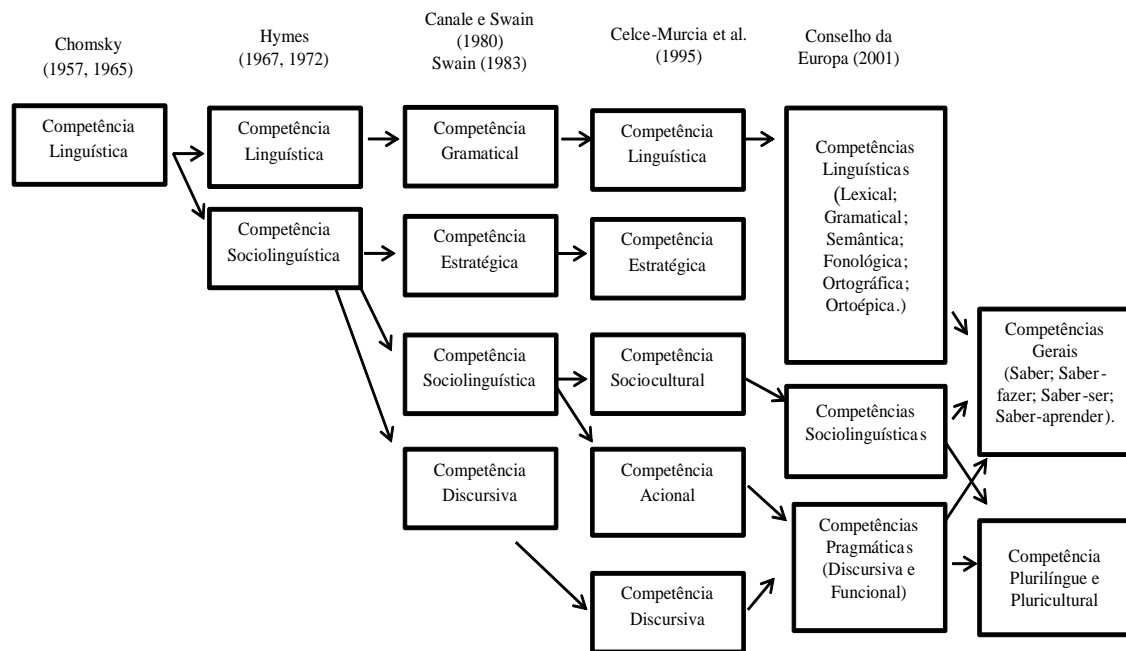 Chomsky
(1957, 1965)
Hymes
(1967, 1972)
Canale e Swain
(1980)
Swain (1983)
Celce-Murcia et al.
(1995)
Conselho da
Europa (2001)
Competência
Linguística
Competência
Linguística
Competência
Sociolinguística
Competência
Gramatical
Competência
Estratégica
Competência
Sociolinguística
Competência
Discursiva
Competência
Linguística
Competência
Estratégica
Competência
Sociocultural
Competência
Acional
Competência
Discursiva
Competências
Linguísticas
(Lexical;
Gramatical;
Semântica;
Fonológica;
Ortográfica;
Ortoépica.)
Competências
Sociolinguísticas
Competências
Pragmáticas
(Discursiva e
Funcional)
Competências
Gerais
(Saber; Saber-
fazer; Saber-ser;
Saber-aprender).
Competência
Plurilíngue e
Pluricultural